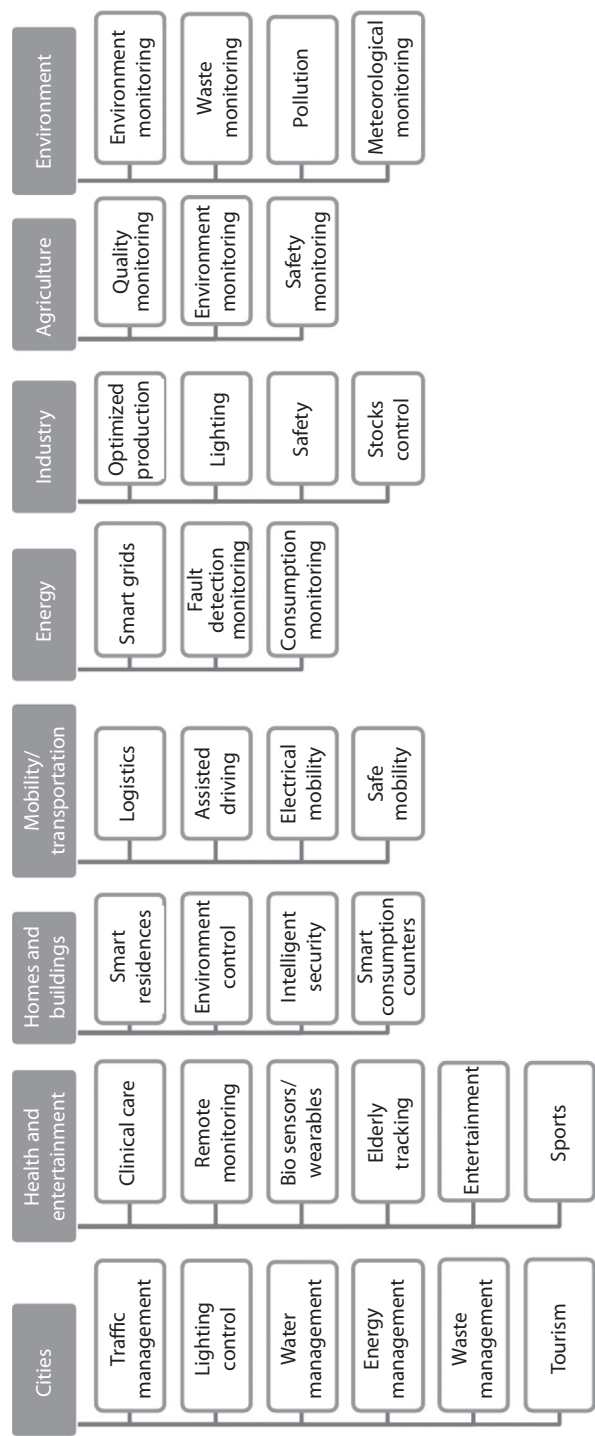 Cities
Traffic
management
Lighting
control
Water
management
Energy
management
Waste
management
Tourism
Health and
entertainment
Clinical care
Remote
monitoring
Bio sensors/
wearables
Elderly
tracking
Entertainment
Sports
Homes and
buildings
Smart
residences
Environment
control
Intelligent
security
Smart
consumption
counters
Mobility/
transportation
Logistics
Assisted
driving
Electrical
mobility
Safe
mobility
Energy
Smart grids
Fault
detection
monitoring
Consumption
monitoring
Industry
Optimized
production
Lighting
Safety
Stocks
control
Agriculture
Quality
monitoring
Environment
monitoring
Safety
monitoring
Environment
Environment
monitoring
Waste
monitoring
Pollution
Meteorological
monitoring